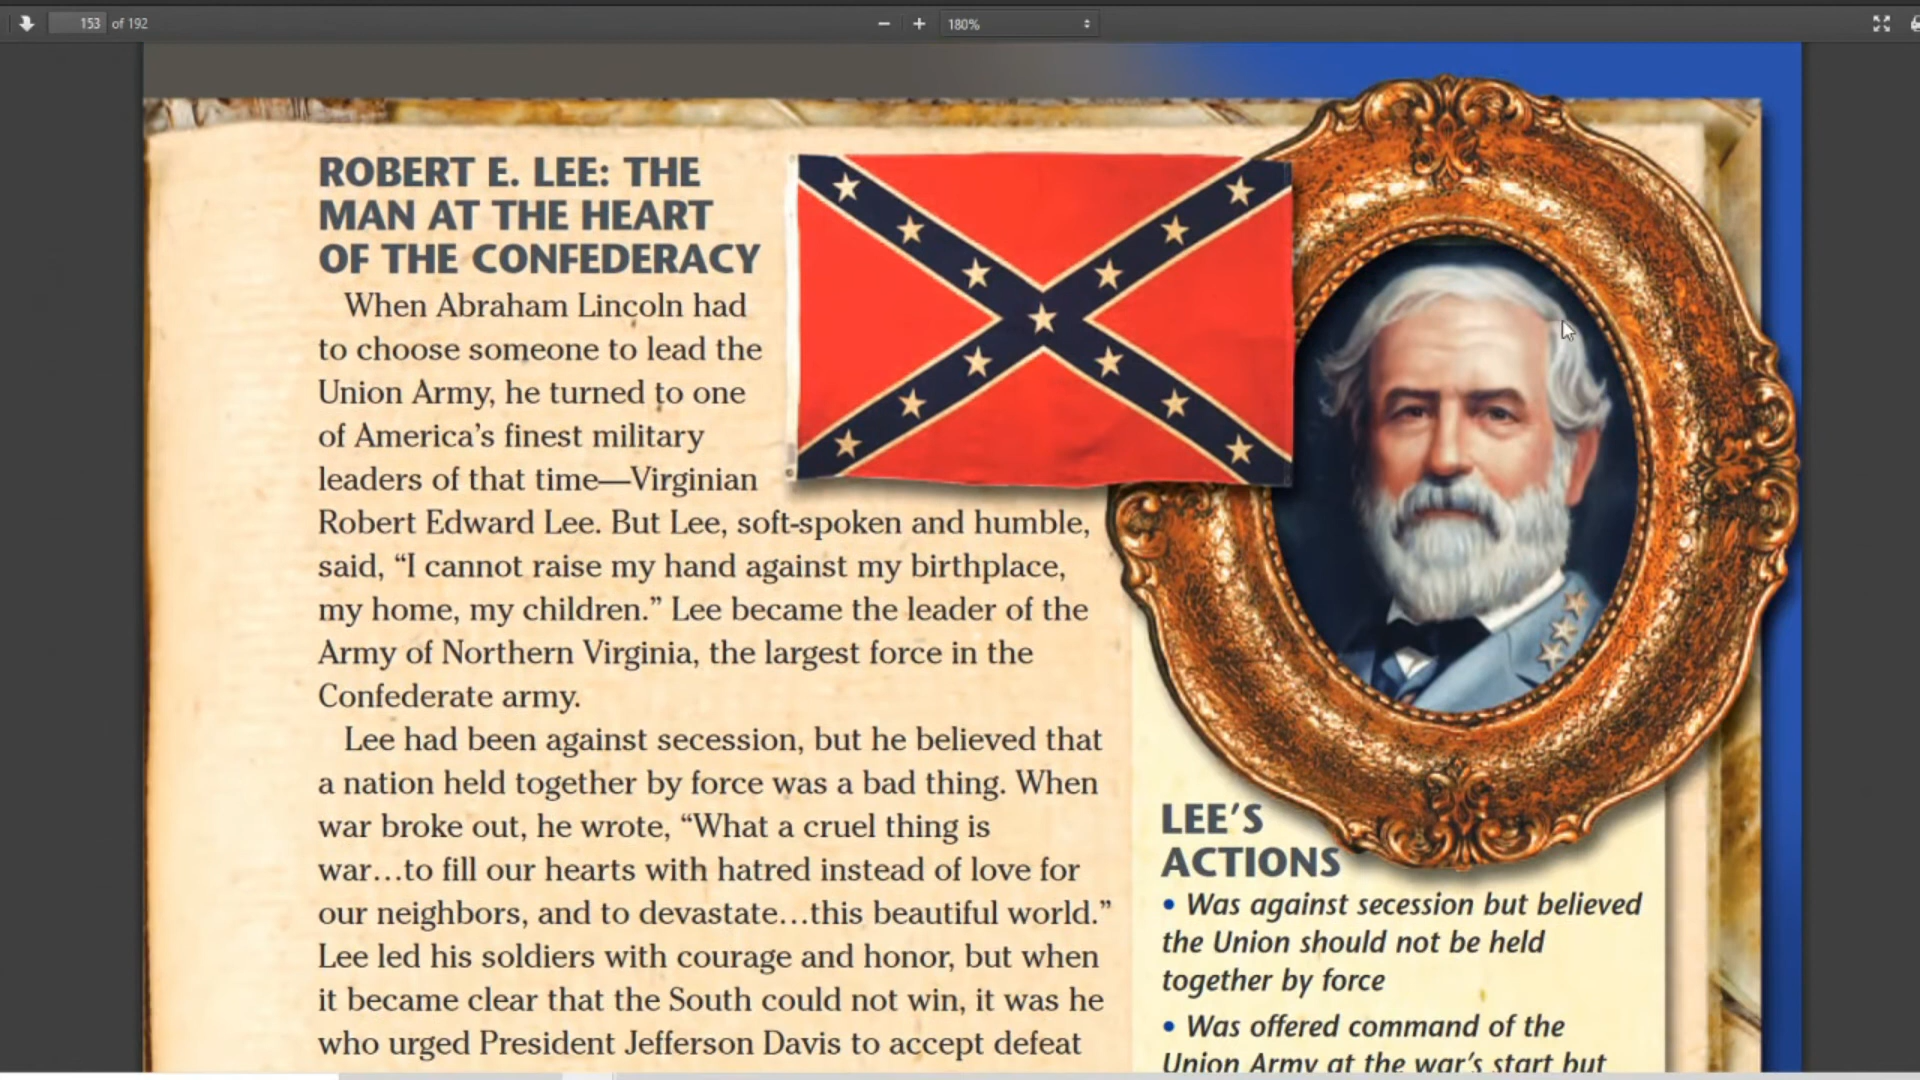 153 of 192
180%
ROBERT E. LEE: THE
MAN AT THE HEART
OF THE CONFEDERACY
When Abraham Lincoln had
to choose someone to lead the
Union Army, he turned to one
of America's finest military
leaders of that time—Virginian
Robert Edward Lee. But Lee, soft-spoken and humble,
said, “I cannot raise my hand against my birthplace,
my home, my children.” Lee became the leader of the
Army of Northern Virginia, the largest force in the
Confederate army.
Lee had been against secession, but he believed that
a nation held together by force was a bad thing. When
war broke out, he wrote, “What a cruel thing is
war…to fill our hearts with hatred instead of love for
our neighbors, and to devastate…this beautiful world.”
Lee led his soldiers with courage and honor, but when
it became clear that the South could not win, it was he
who urged President Jefferson Davis to accept defeat
LEE'S
ACTIONS
• Was against secession but believed
the Union should not be held
together by force
• Was offered command of the
Union Army at the war's start but